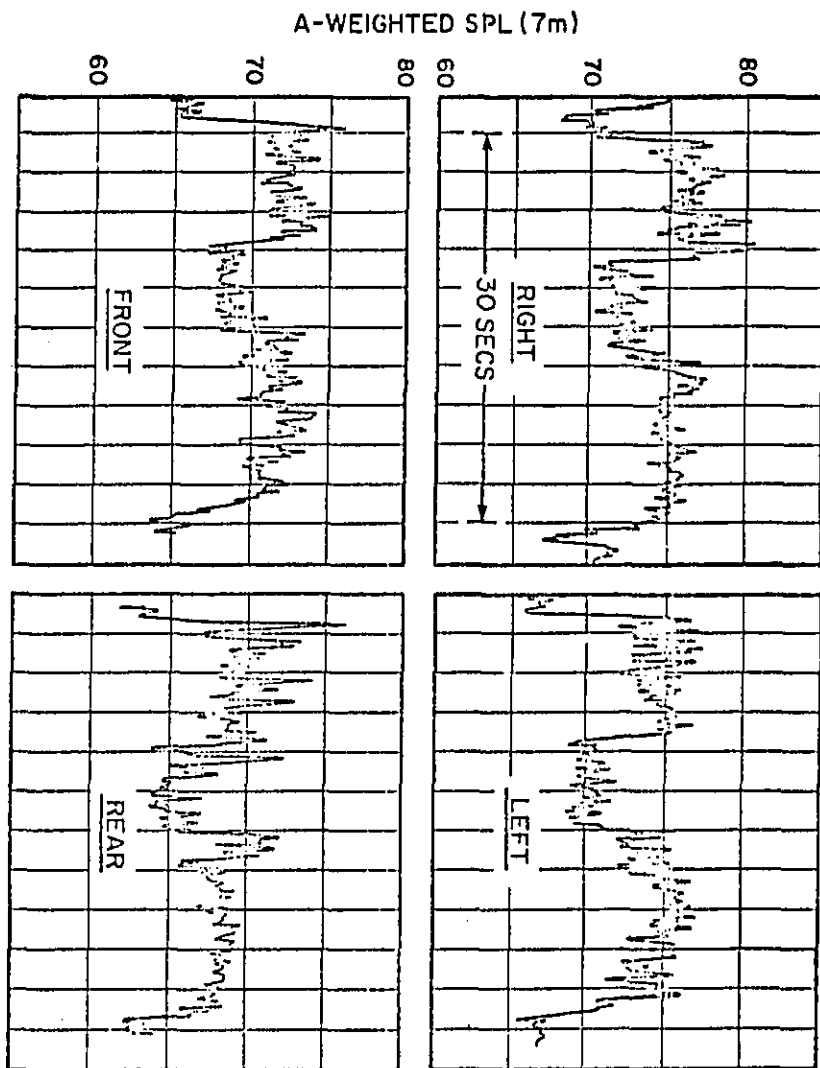 A-WEIGHTED SPL (7m)
60
70
80
60
70
80
FRONT
RIGHT
30 SECS
REAR
LEFT